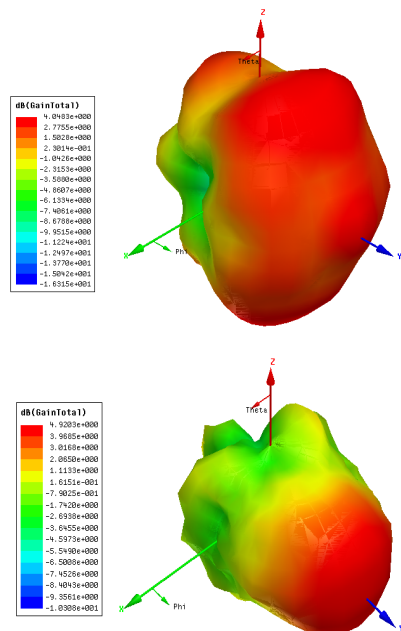 Z
Theta
dB(GainTotal)
4.0483e+000
2.7755e+000
1.5028e+000
2.3014e-001
-1.0426e+000
-2.3153e+000
-3.5880e+000
-4.8607e+000
-6.1334e+000
-7.4061e+000
-8.6788e+000
-9.9515e+000
-1.1224e+001
-1.2497e+001
-1.3770e+001
-1.5042e+001
-1.6315e+001
X
Phi
Y
Z
Theta
dB(GainTotal)
4.9203e+000
3.9685e+000
3.0168e+000
2.0650e+000
1.1133e+000
1.6151e-001
-7.9025e-001
-1.7420e+000
-2.6938e+000
-3.6455e+000
-4.5973e+000
-5.5490e+000
-6.5008e+000
-7.4526e+000
-8.4043e+000
-9.3561e+000
-1.0308e+001
X
Phi
Y